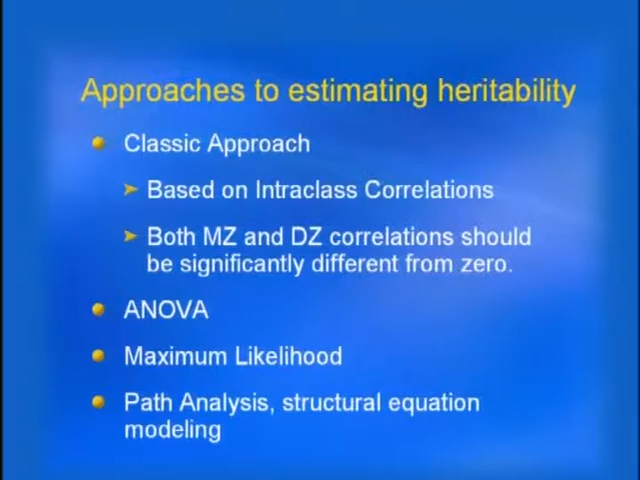 Approaches to estimating heritability
Classic Approach
Based on Intraclass Correlations
Both MZ and DZ correlations should
be significantly different from zero.
ANOVA
Maximum Likelihood
Path Analysis, structural equation
modeling